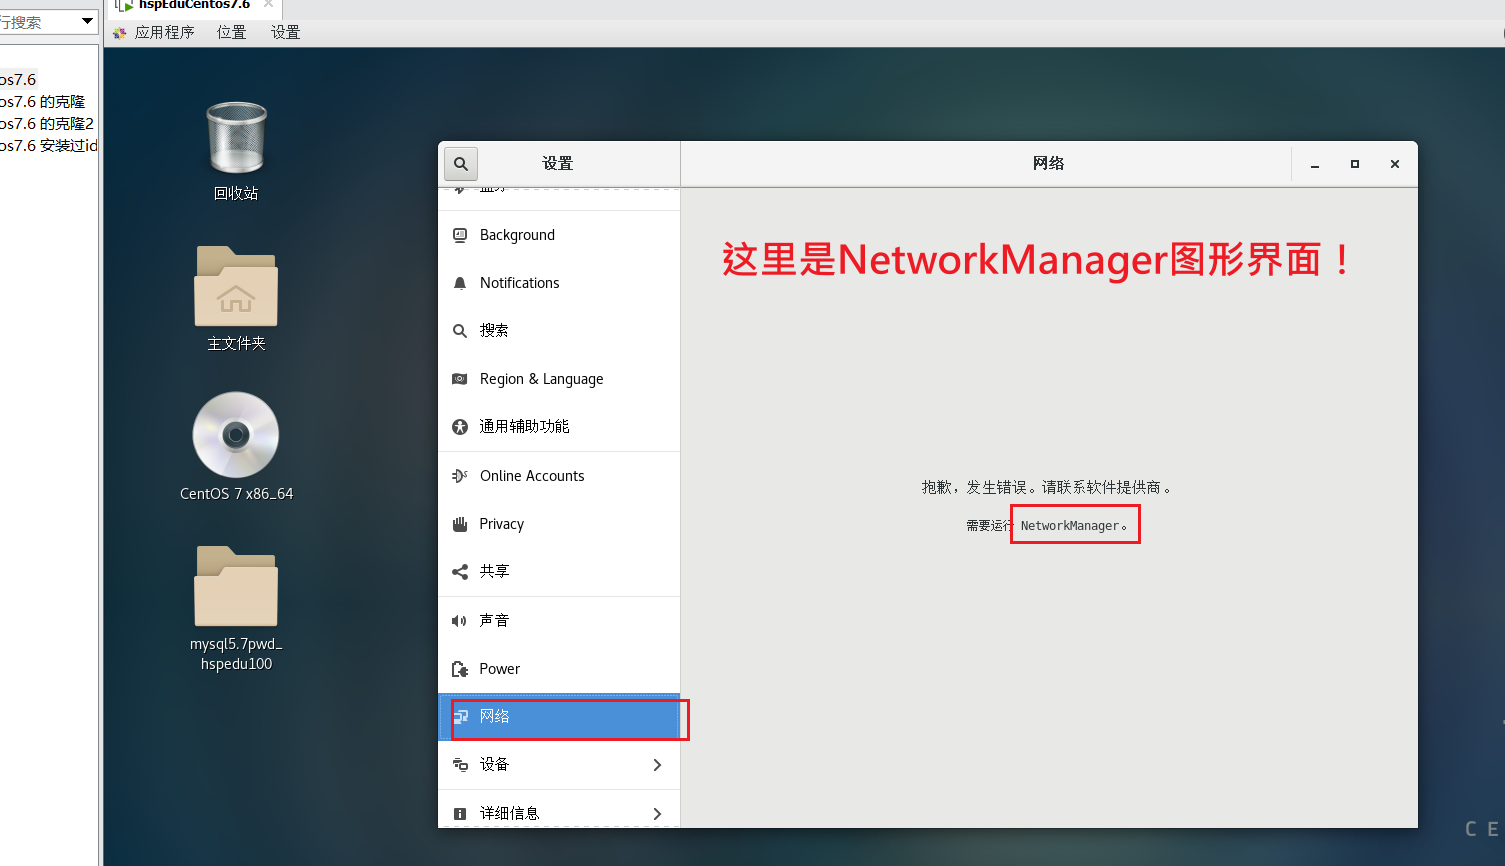 hspEduCentos7.6
行搜索
应用程序 位置 设置
os7.6
os7.6 的克隆
os7.6 的克隆2
os7.6 安装过id
回收站
主文件夹
CentOS 7 x86_64
mysql5.7pwd_
hspedu100
设置
网络
蓝牙
Background
Notifications
搜索
Region & Language
通用辅助功能
Online Accounts
Privacy
共享
声音
Power
网络
设备
详细信息
这里是NetworkManager图形界面！
抱歉，发生错误。请联系软件提供商。
需要运行 NetworkManager。
C E